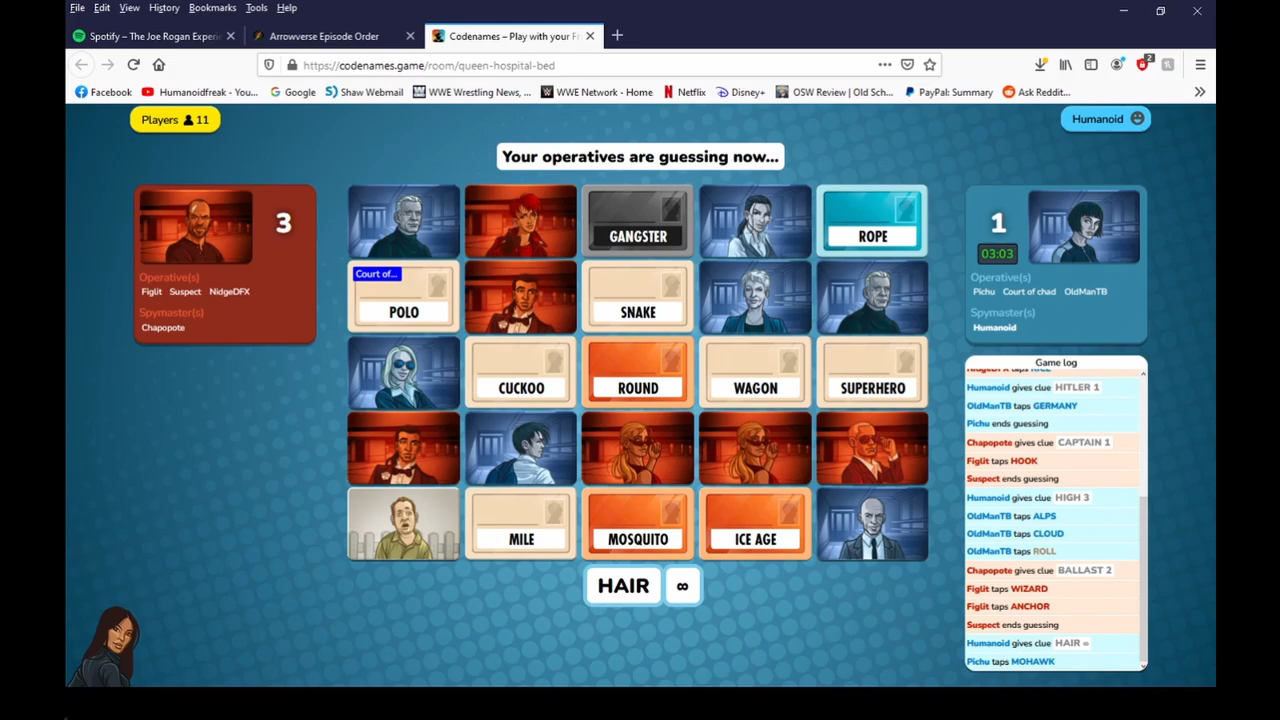 File Edit View History Bookmarks Tools Help
Spotify – The Joe Rogan Experie
Arrowverse Episode Order
Codenames – Play with your Fr
https://codenames.game/room/queen-hospital-bed
2
Facebook
Humanoidfreak - You...
Google
Shaw Webmail
WWE Wrestling News, ...
WWE Network - Home
Netflix
Disney+
OSW Review | Old Sch...
PayPal: Summary
Ask Reddit...
Players 11
Humanoid
Your operatives are guessing now...
3
Operative(s)
Figlit Suspect NidgeDFX
Spymaster(s)
Chapopote
GANGSTER
ROPE
Court of...
POLO
SNAKE
CUCKOO
ROUND
WAGON
SUPERHERO
MILE
MOSQUITO
ICE AGE
HAIR ∞
1
03:03
Operative(s)
Pichu Court of chad OldManTB
Spymaster(s)
Humanoid
Game log
Humanoid gives clue HITLER 1
OldManTB taps GERMANY
Pichu ends guessing
Chapopote gives clue CAPTAIN 1
Figlit taps HOOK
Suspect ends guessing
Humanoid gives clue HIGH 3
OldManTB taps ALPS
OldManTB taps CLOUD
OldManTB taps ROLL
Chapopote gives clue BALLAST 2
Figlit taps WIZARD
Figlit taps ANCHOR
Suspect ends guessing
Humanoid gives clue HAIR ∞
Pichu taps MOHAWK